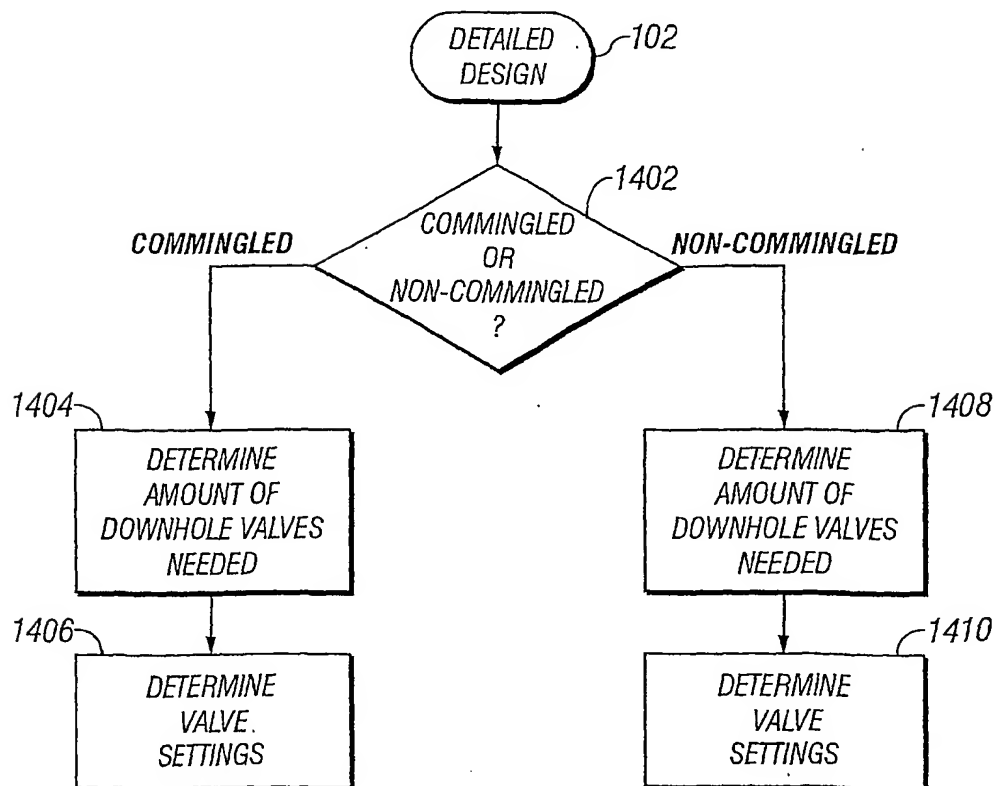 DETAILED
DESIGN
102
1402
COMMINGLED
OR
NON-COMMINGLED
?
COMMINGLED
NON-COMMINGLED
1404
DETERMINE
AMOUNT OF
DOWNHOLE VALVES
NEEDED
1408
DETERMINE
AMOUNT OF
DOWNHOLE VALVES
NEEDED
1406
DETERMINE
VALVE
SETTINGS
1410
DETERMINE
VALVE
SETTINGS